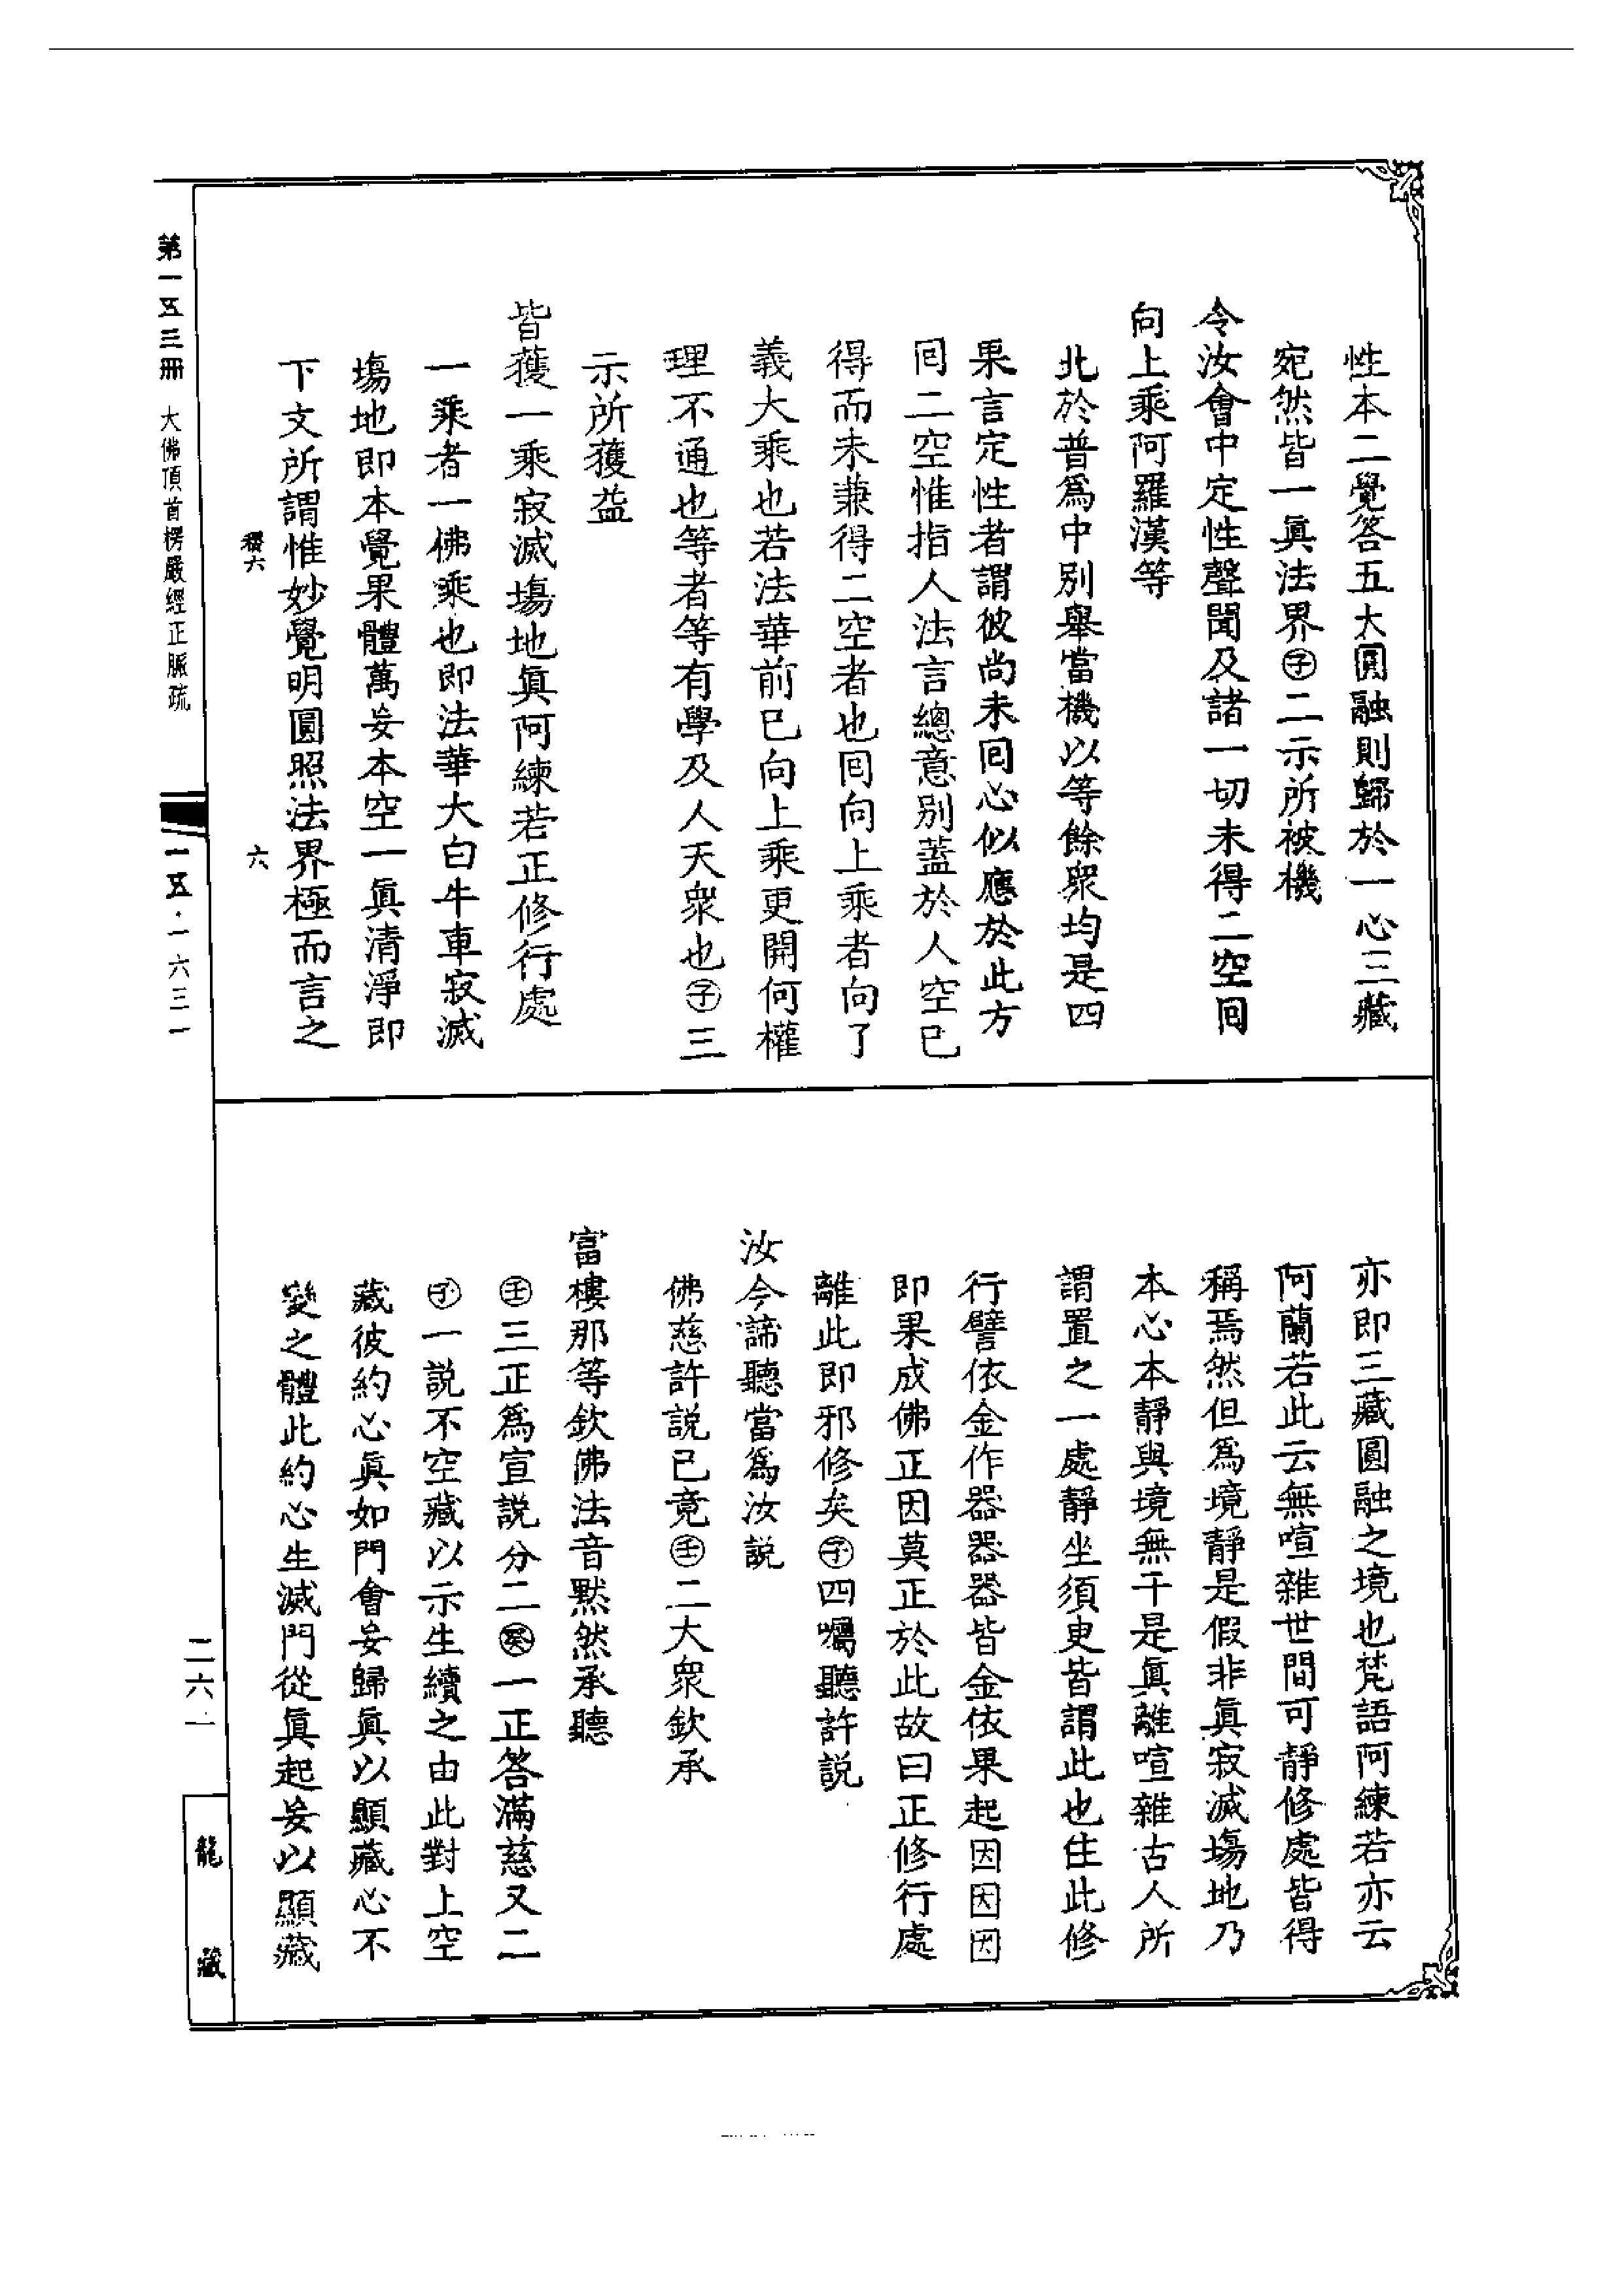 性本二覺答五大圓融則歸於一心三藏
宛然皆一眞法界㊀子二示所被機
令汝會中定性聲聞及諸一切未得二空囘
向上乘阿羅漢等
北於普爲中別舉當機以等餘衆均是四
果言定性者謂彼尚未囘心似應於此方
囘二空惟指人法言總意別蓋於人空已
得而未兼得二空者也囘向上乘者向了
義大乘也若法華前已向上乘更開何權
理不通也等者等有學及人天衆也子三
示所獲益
皆獲一乘寂滅塲地眞阿練若正修行處
一乘者一佛乘也即法華大白牛車寂滅
塲地即本覺果體萬妄本空一眞清淨即
下文所謂惟妙覺明圓照法界極而言之
六
亦即三藏圓融之境也梵語阿練若亦云
阿蘭若此云無喧雜世間可靜修處皆得
稱焉然但爲境靜是假非眞寂滅塲地乃
本心本靜與境無干是眞離喧雜古人所
謂置之一處靜坐須臾皆謂此也住此修
行譬依金作器器器皆金依果起因因因
即果成佛正因莫正於此故曰正修行處
離此即邪修矣子四囑聽許説
汝今諦聽當爲汝説
佛慈許説已竟壬二大衆欽承
富樓那等欽佛法音默然承聽
壬三正爲宣説分二癸一正答滿慈又二
子一説不空藏以示生續之由此對上空
藏彼約心眞如門會妄歸眞以顯藏心不
變之體此約心生滅門從眞起妄以顯藏
第一五三冊 大佛頂首楞嚴經正脈疏
一五·一六三一
二六一
龍藏